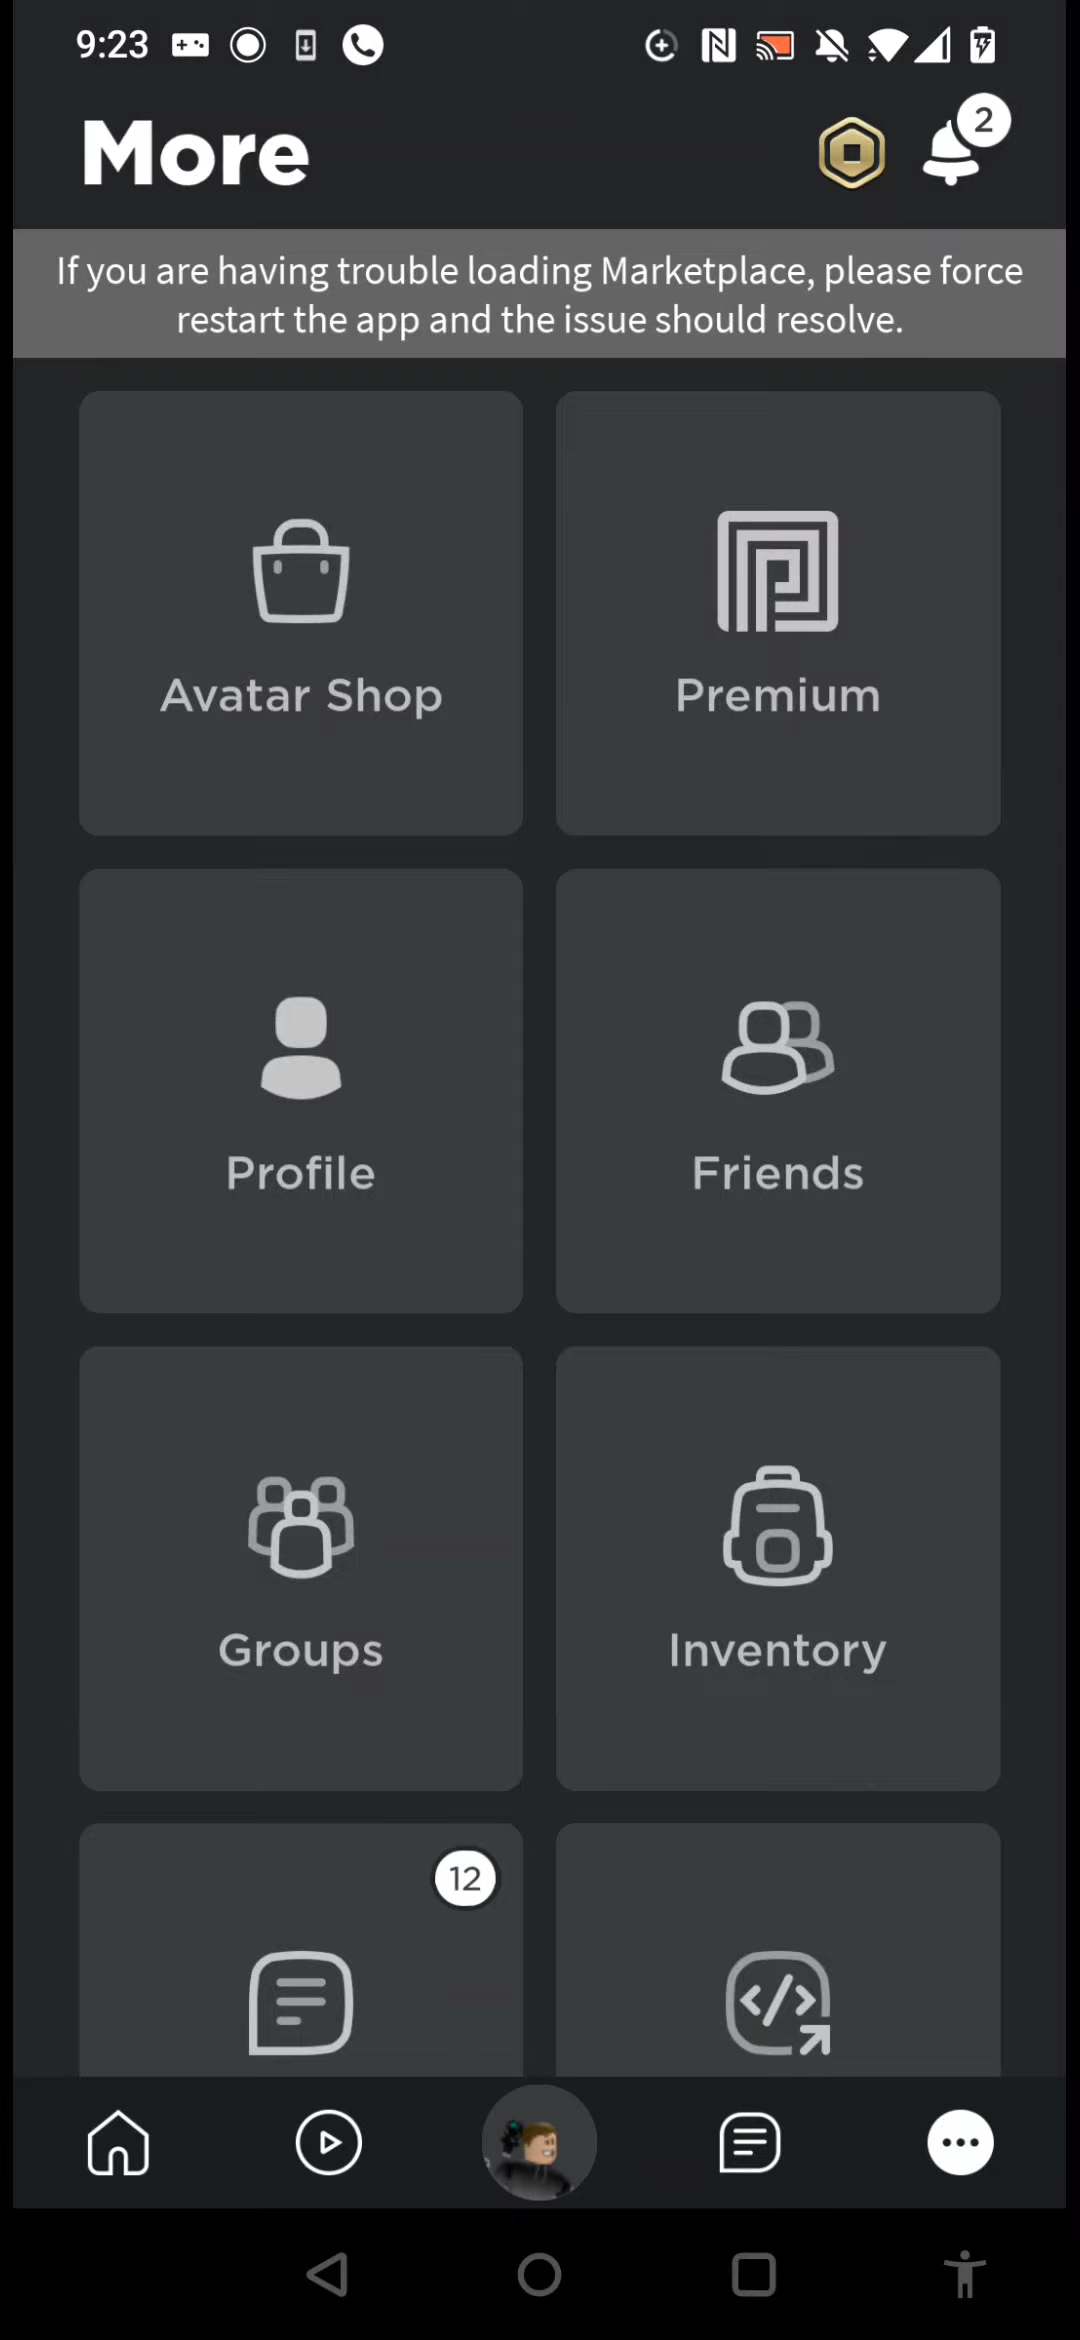 9:23
More
2
If you are having trouble loading Marketplace, please force
restart the app and the issue should resolve.
Avatar Shop
Premium
Profile
Friends
Groups
Inventory
12